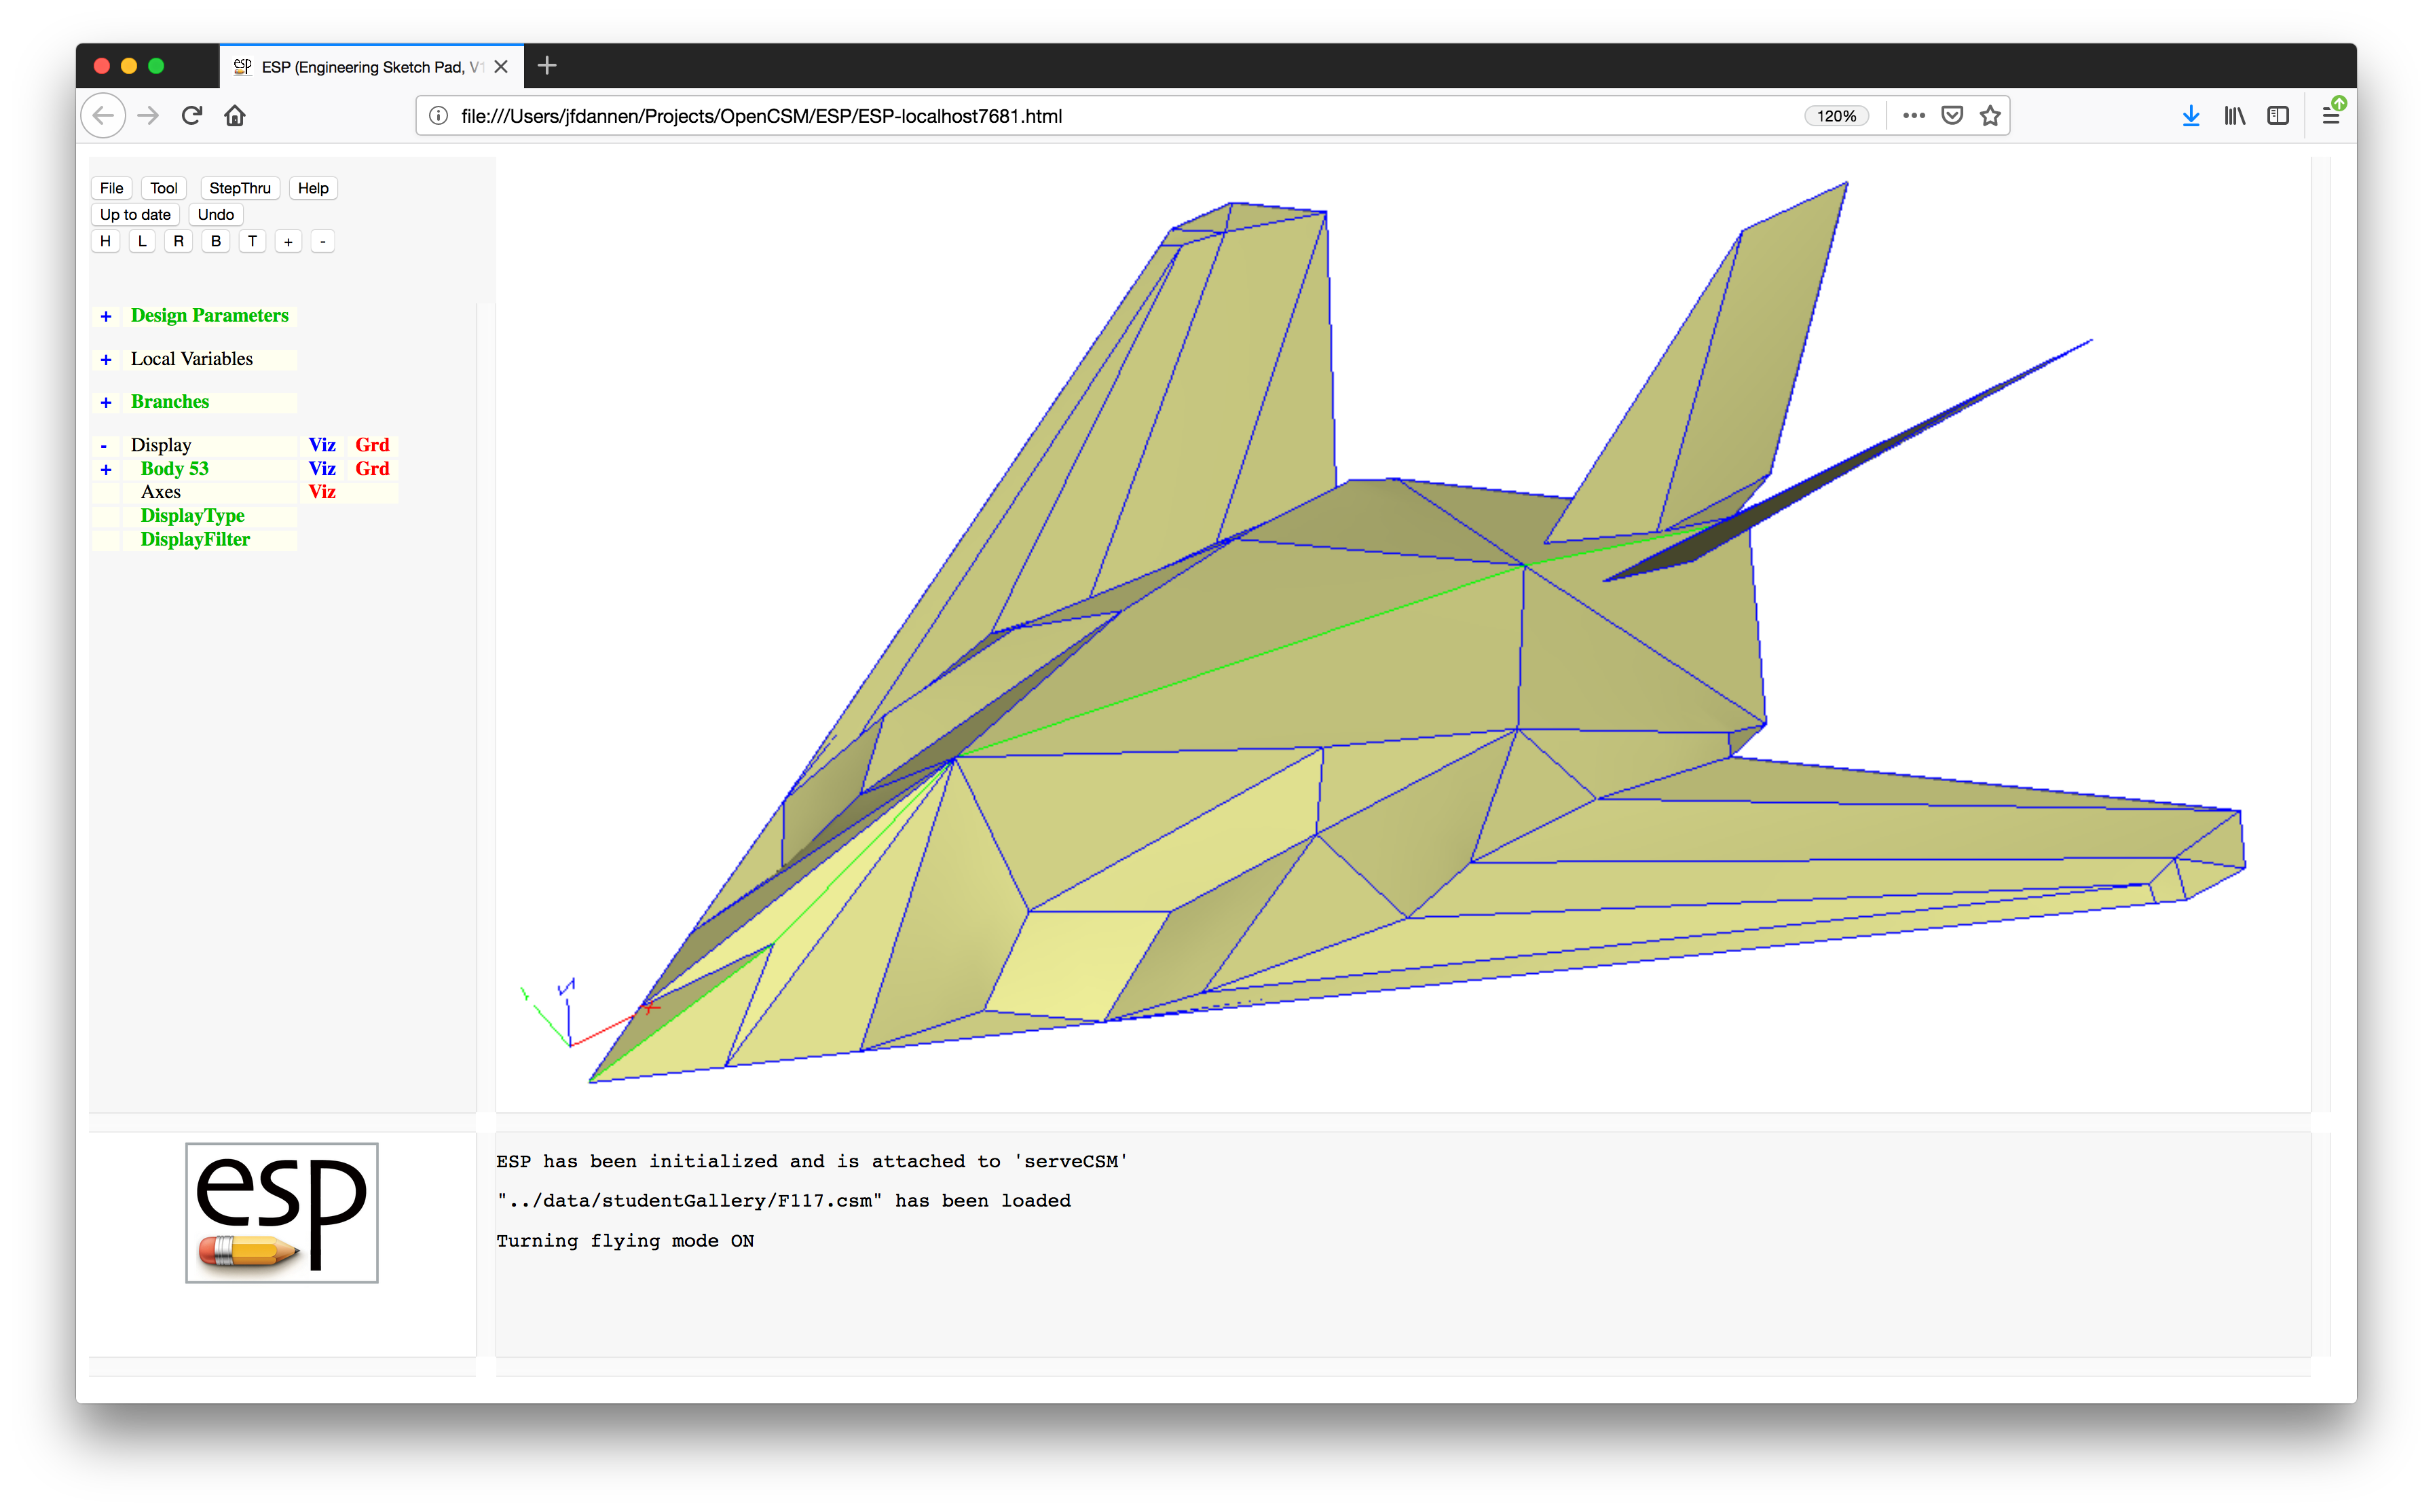 esp ESP (Engineering Sketch Pad, V1
file:///Users/jfdannen/Projects/OpenCSM/ESP/ESP-localhost7681.html 120%
File Tool StepThru Help
Up to date Undo
H L R B T + -
+ Design Parameters
+ Local Variables
+ Branches
- Display Viz Grd
+ Body 53 Viz Grd
Axes Viz
DisplayType
DisplayFilter
Y Z X
esp
ESP has been initialized and is attached to 'serveCSM'
"../data/studentGallery/F117.csm" has been loaded
Turning flying mode ON